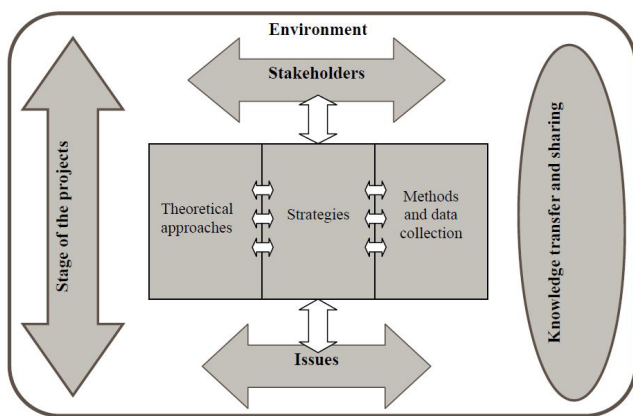 Environment
Stakeholders
Stage of the projects
Theoretical
approaches
Strategies
Methods
and data
collection
Knowledge transfer and sharing
Issues